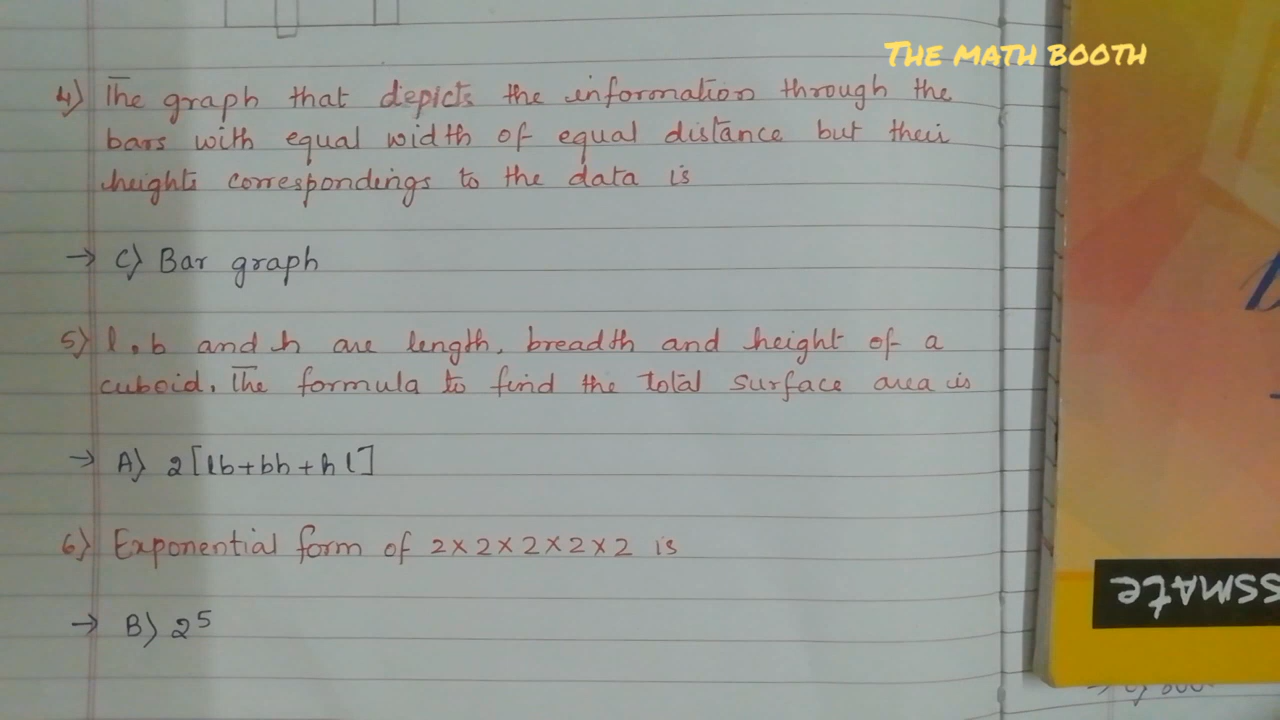 THE MATH BOOTH
4) The graph that depicts the information through the
bars with equal width of equal distance but their
heights correspondings to the data is
→ C) Bar graph
5) l, b and h are length, breadth and height of a
cuboid. The formula to find the total surface area is
→ A) 2[lb+bh+hl]
6) Exponential form of 2×2×2×2×2 is
→ B) 2⁵
ssmate